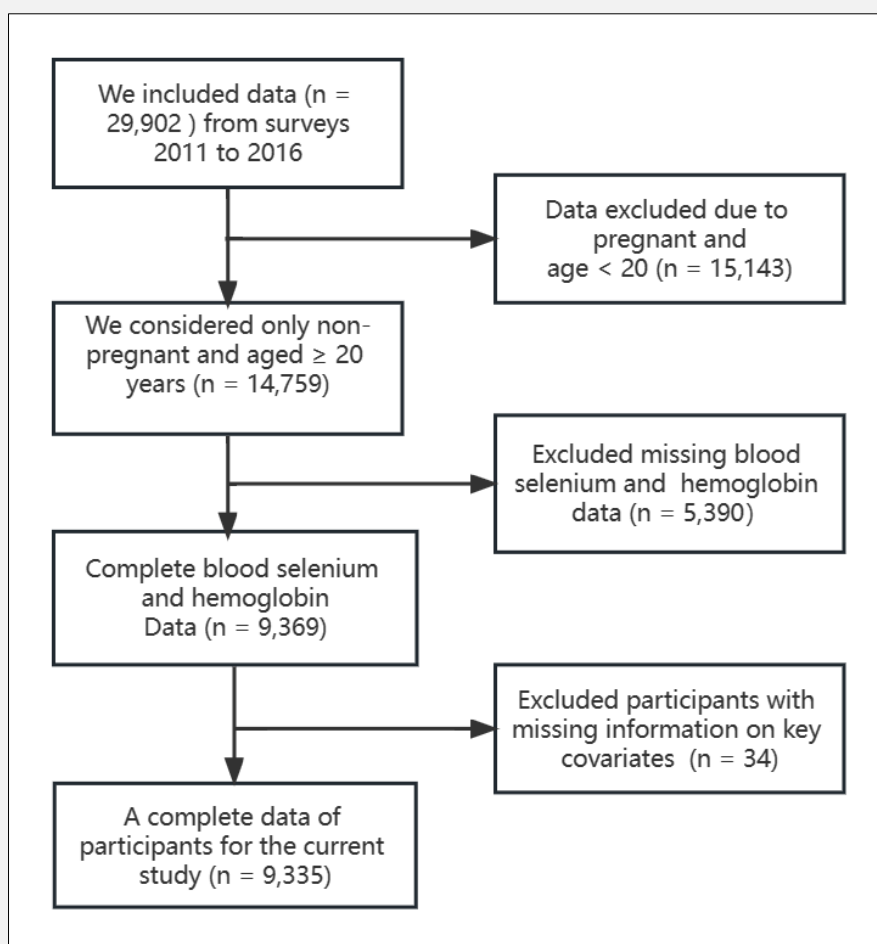 We included data (n =
29,902 ) from surveys
2011 to 2016
Data excluded due to
pregnant and
age < 20 (n = 15,143)
We considered only non-
pregnant and aged ≥ 20
years (n = 14,759)
Excluded missing blood
selenium and  hemoglobin
data (n = 5,390)
Complete blood selenium
and hemoglobin
Data (n = 9,369)
Excluded participants with
missing information on key
covariates  (n = 34)
A complete data of
participants for the current
study (n = 9,335)